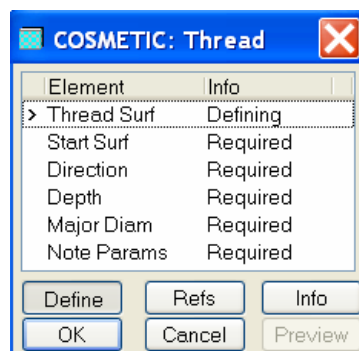 COSMETIC: Thread
Element Info
> Thread Surf Defining
Start Surf Required
Direction Required
Depth Required
Major Diam Required
Note Params Required
Define Refs Info
OK Cancel Preview